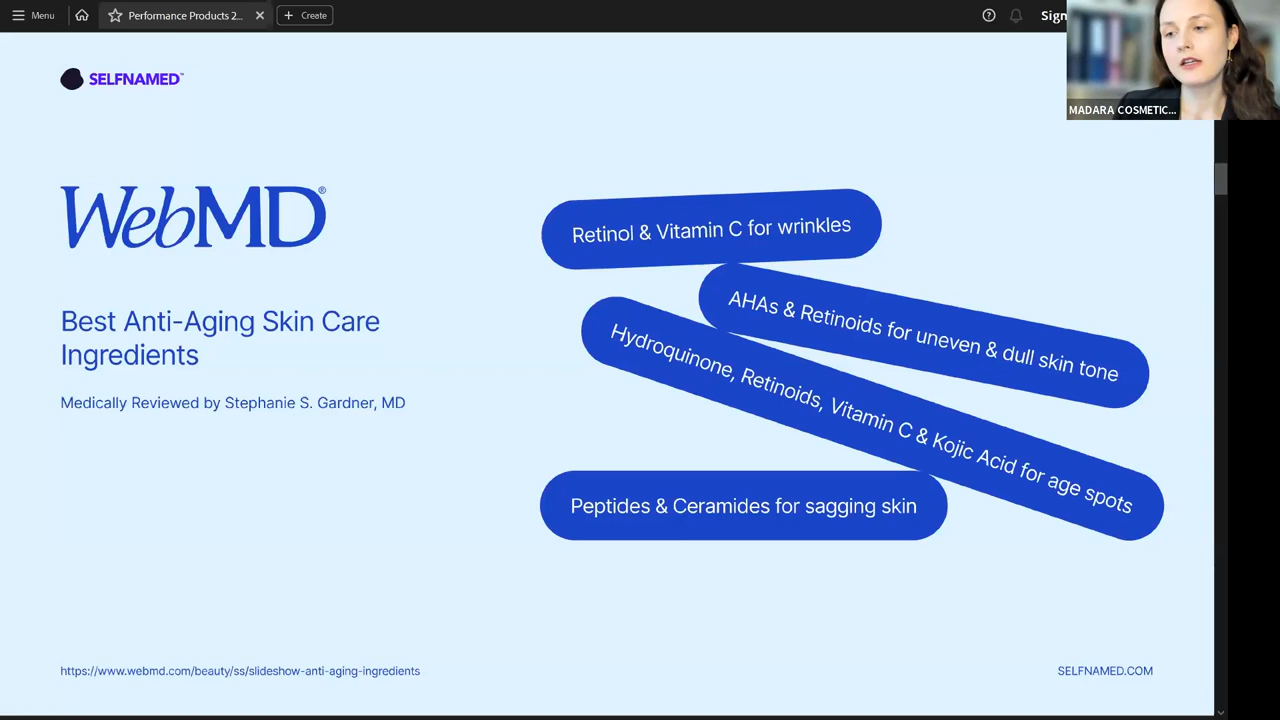 Menu
Performance Products 2...
Create
Sign
MADARA COSMETIC...
SELFNAMED™
WebMD®
Best Anti-Aging Skin Care
Ingredients
Medically Reviewed by Stephanie S. Gardner, MD
Retinol & Vitamin C for wrinkles
AHAs & Retinoids for uneven & dull skin tone
Hydroquinone, Retinoids, Vitamin C & Kojic Acid for age spots
Peptides & Ceramides for sagging skin
https://www.webmd.com/beauty/ss/slideshow-anti-aging-ingredients
SELFNAMED.COM